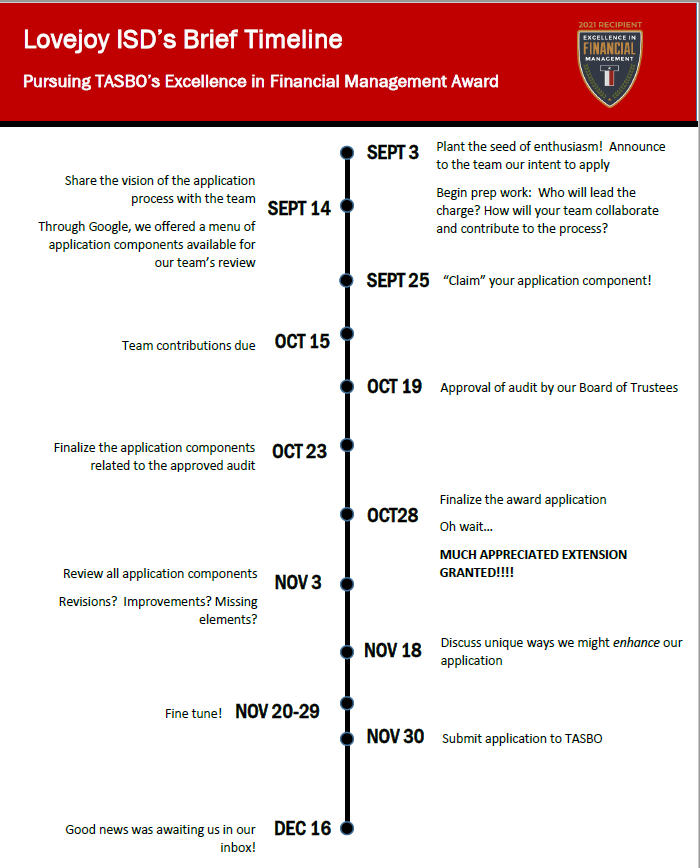 Lovejoy ISD's Brief Timeline
Pursuing TASBO's Excellence in Financial Management Award
2021 RECIPIENT
EXCELLENCE IN
FINANCIAL
MANAGEMENT
SEPT 3
Plant the seed of enthusiasm!  Announce
to the team our intent to apply
Begin prep work:  Who will lead the
charge? How will your team collaborate
and contribute to the process?
Share the vision of the application
process with the team
SEPT 14
Through Google, we offered a menu of
application components available for
our team's review
SEPT 25
"Claim" your application component!
Team contributions due
OCT 15
OCT 19
Approval of audit by our Board of Trustees
Finalize the application components
related to the approved audit
OCT 23
OCT28
Finalize the award application
Oh wait...
MUCH APPRECIATED EXTENSION
GRANTED!!!!
Review all application components
NOV 3
Revisions?  Improvements? Missing
elements?
NOV 18
Discuss unique ways we might enhance our
application
Fine tune!
NOV 20-29
NOV 30
Submit application to TASBO
Good news was awaiting us in our
inbox!
DEC 16